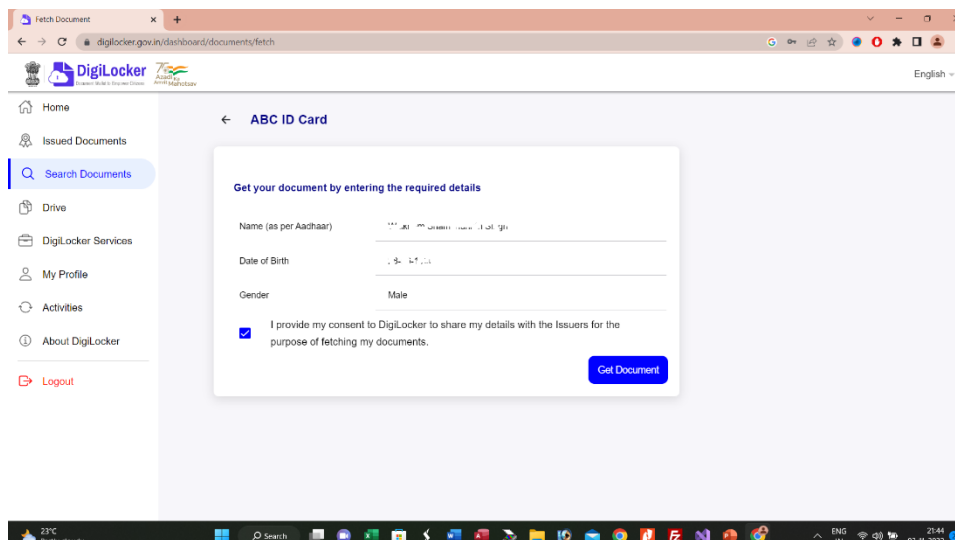 Fetch Document
digilocker.gov.in/dashboard/documents/fetch
DigiLocker
English
Home
Issued Documents
Search Documents
Drive
DigiLocker Services
My Profile
Activities
About DigiLocker
Logout
ABC ID Card
Get your document by entering the required details
Name (as per Aadhaar)
Date of Birth
Gender Male
I provide my consent to DigiLocker to share my details with the Issuers for the
purpose of fetching my documents.
Get Document
23°C
Search
ENG
21:44